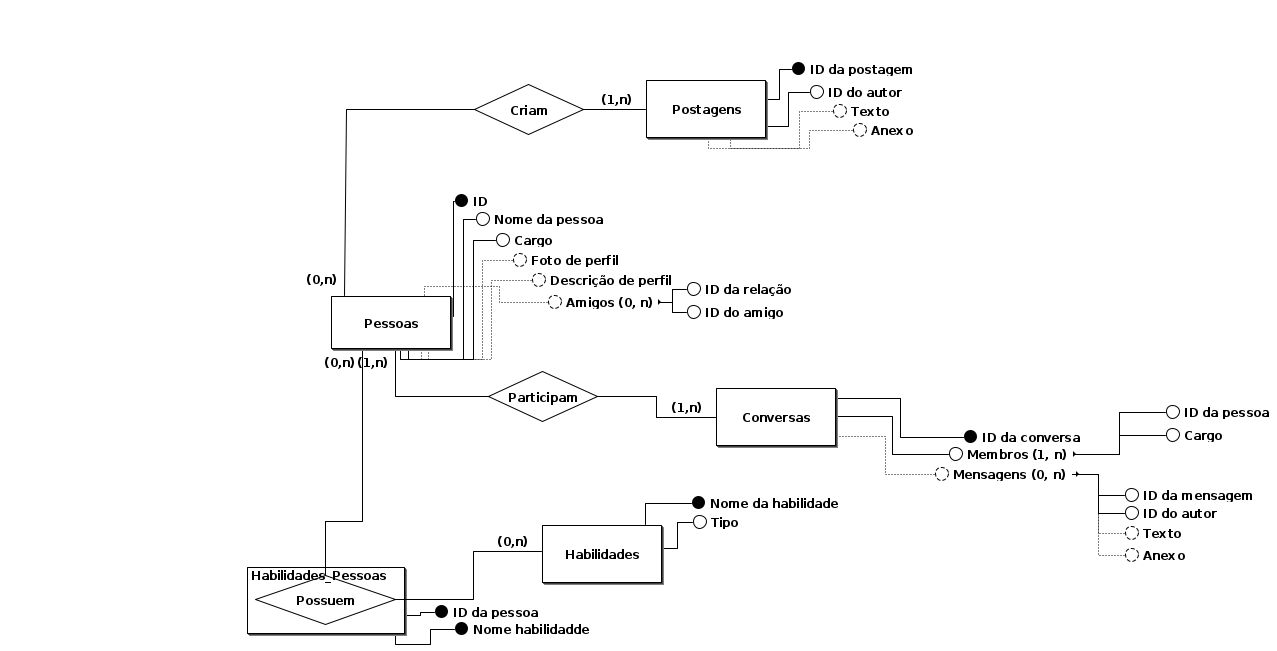 ID da postagem
(1,n)
ID do autor
Criam
Postagens
Texto
Anexo
ID
Nome da pessoa
Cargo
Foto de perfil
(0,n)
Descrição de perfil
ID da relação
Amigos (0, n)
ID do amigo
Pessoas
(0,n) (1,n)
Participam
(1,n)
Conversas
ID da pessoa
Cargo
ID da conversa
Membros (1, n)
Mensagens (0, n)
ID da mensagem
ID do autor
Texto
Anexo
Nome da habilidade
Tipo
(0,n)
Habilidades
Habilidades_Pessoas
Possuem
ID da pessoa
Nome habilidadde